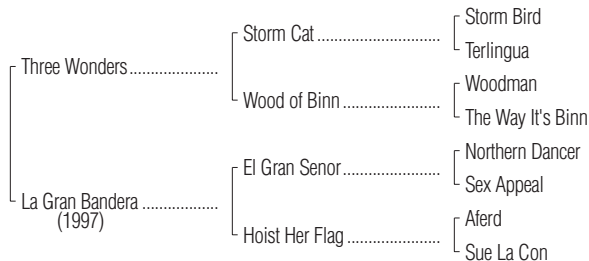 Storm Bird
Storm Cat ......................
Terlingua
Three Wonders .....................
Woodman
Wood of Binn .................
The Way It's Binn
Northern Dancer
El Gran Senor .................
Sex Appeal
La Gran Bandera ..................
(1997)
Aferd
Hoist Her Flag ................
Sue La Con